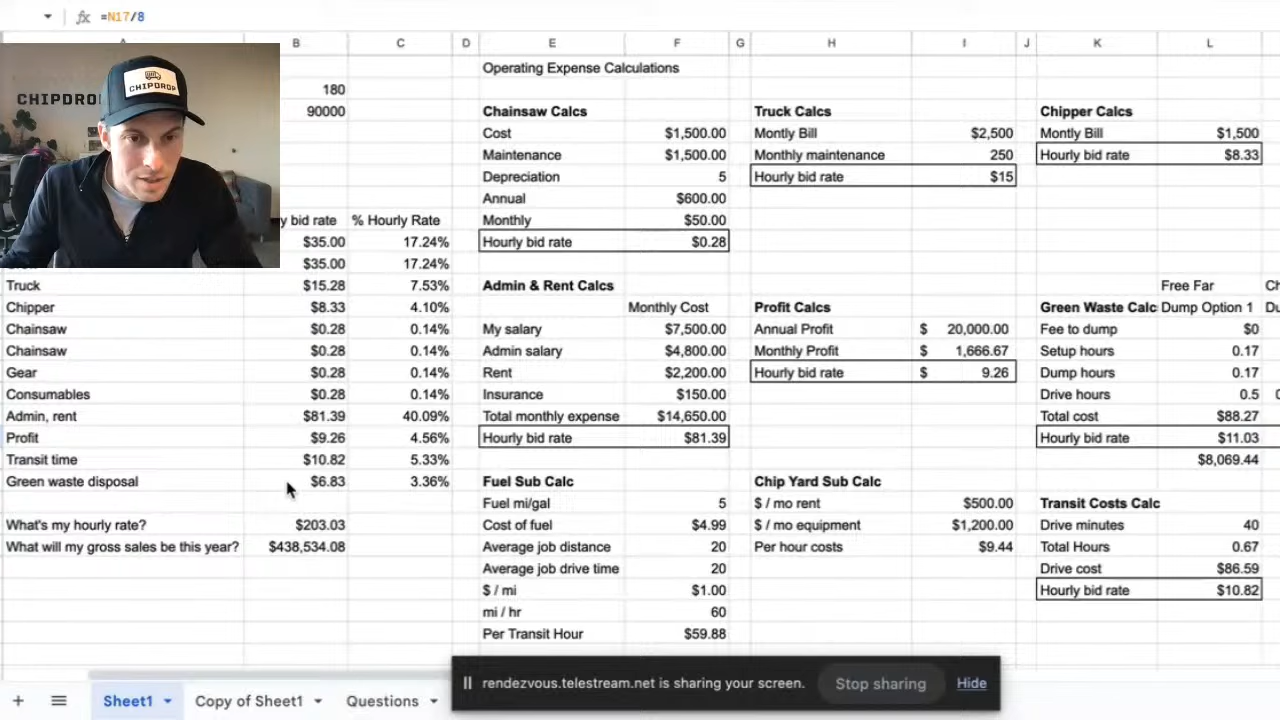 fx =N17/8
A B C D E F G H I J K L
Operating Expense Calculations
180
90000 Chainsaw Calcs Truck Calcs Chipper Calcs
Cost $1,500.00 Montly Bill $2,500 Montly Bill $1,500
Maintenance $1,500.00 Monthly maintenance 250 Hourly bid rate $8.33
Depreciation 5 Hourly bid rate $15
Annual $600.00
y bid rate % Hourly Rate Monthly $50.00
$35.00 17.24% Hourly bid rate $0.28
$35.00 17.24%
Truck $15.28 7.53% Admin & Rent Calcs Free Far
Chipper $8.33 4.10% Monthly Cost Profit Calcs Green Waste Calc Dump Option 1
Chainsaw $0.28 0.14% My salary $7,500.00 Annual Profit $ 20,000.00 Fee to dump $0
Chainsaw $0.28 0.14% Admin salary $4,800.00 Monthly Profit $ 1,666.67 Setup hours 0.17
Gear $0.28 0.14% Rent $2,200.00 Hourly bid rate $ 9.26 Dump hours 0.17
Consumables $0.28 0.14% Insurance $150.00 Drive hours 0.5
Admin, rent $81.39 40.09% Total monthly expense $14,650.00 Total cost $88.27
Profit $9.26 4.56% Hourly bid rate $81.39 Hourly bid rate $11.03
Transit time $10.82 5.33% $8,069.44
Green waste disposal $6.83 3.36% Fuel Sub Calc Chip Yard Sub Calc
Fuel mi/gal 5 $ / mo rent $500.00 Transit Costs Calc
What's my hourly rate? $203.03 Cost of fuel $4.99 $ / mo equipment $1,200.00 Drive minutes 40
What will my gross sales be this year? $438,534.08 Average job distance 20 Per hour costs $9.44 Total Hours 0.67
Average job drive time 20 Drive cost $86.59
$ / mi $1.00 Hourly bid rate $10.82
mi / hr 60
Per Transit Hour $59.88
CHIPDROP
CHIPDROP
rendezvous.telestream.net is sharing your screen. Stop sharing Hide
Sheet1 Copy of Sheet1 Questions